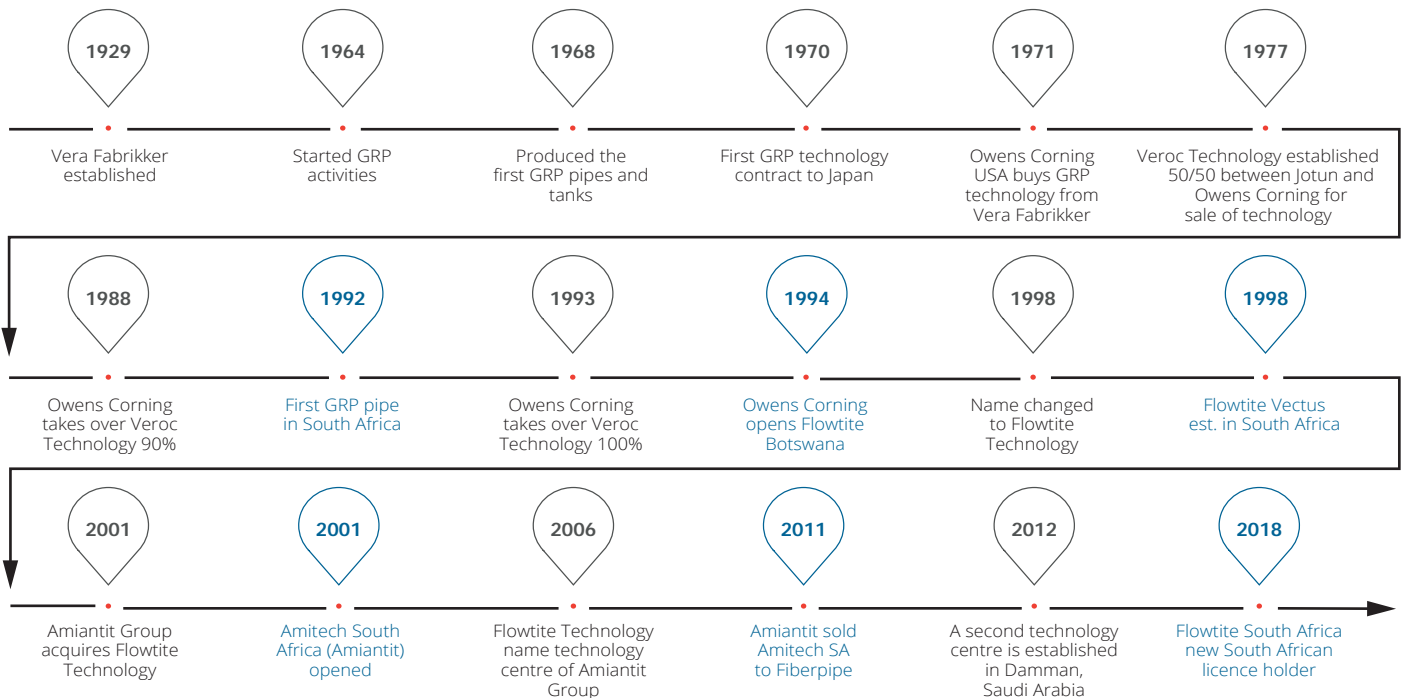 1929
Vera Fabrikker
established
1964
Started GRP
activities
1968
Produced the
first GRP pipes and
tanks
1970
First GRP technology
contract to Japan
1971
Owens Corning
USA buys GRP
technology from
Vera Fabrikker
1977
Veroc Technology established
50/50 between Jotun and
Owens Corning for
sale of technology
1988
Owens Corning
takes over Veroc
Technology 90%
1992
First GRP pipe
in South Africa
1993
Owens Corning
takes over Veroc
Technology 100%
1994
Owens Corning
opens Flowtite
Botswana
1998
Name changed
to Flowtite
Technology
1998
Flowtite Vectus
est. in South Africa
2001
Amiantit Group
acquires Flowtite
Technology
2001
Amitech South
Africa (Amiantit)
opened
2006
Flowtite Technology
name technology
centre of Amiantit
Group
2011
Amiantit sold
Amitech SA
to Fiberpipe
2012
A second technology
centre is established
in Damman,
Saudi Arabia
2018
Flowtite South Africa
new South African
licence holder